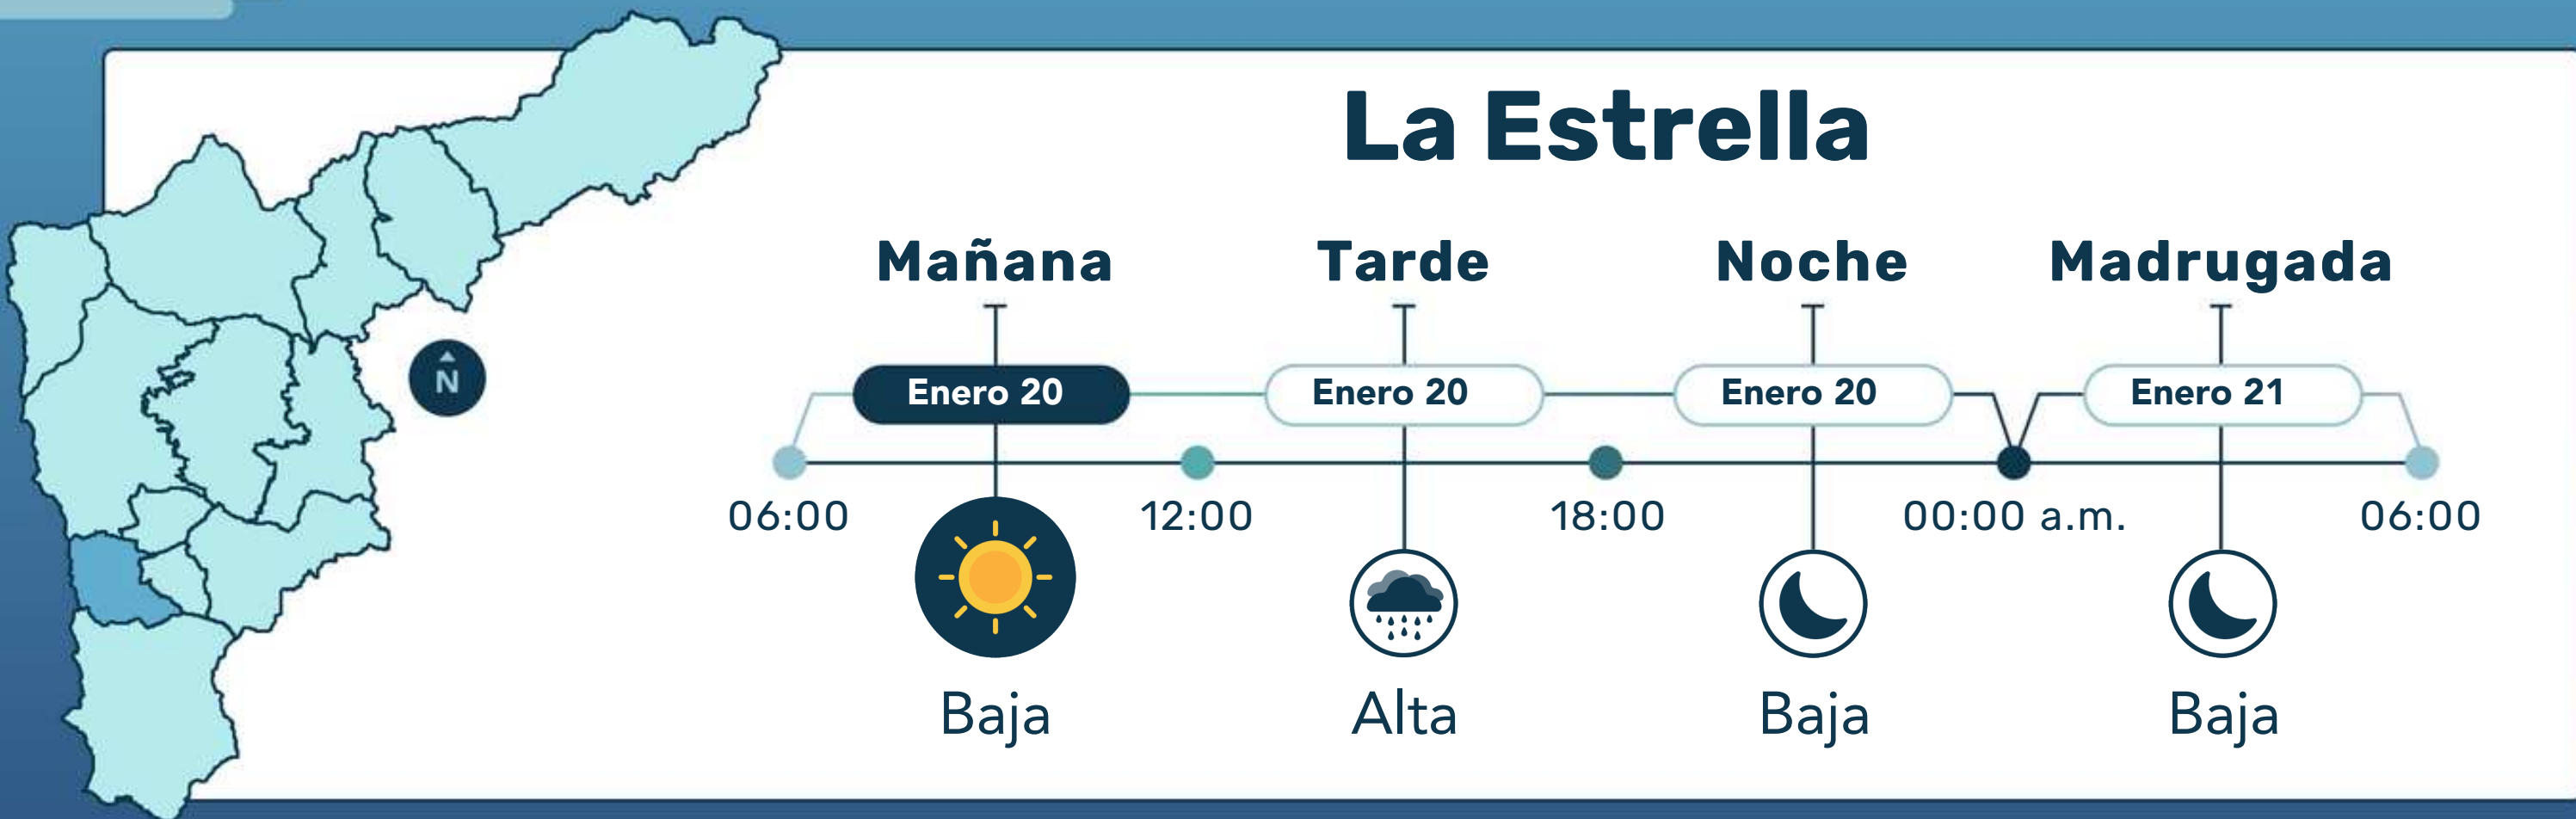 La Estrella
Mañana Tarde Noche Madrugada
N
Enero 20 Enero 20 Enero 20 Enero 21
06:00 12:00 18:00 00:00 a.m. 06:00
Baja Alta Baja Baja